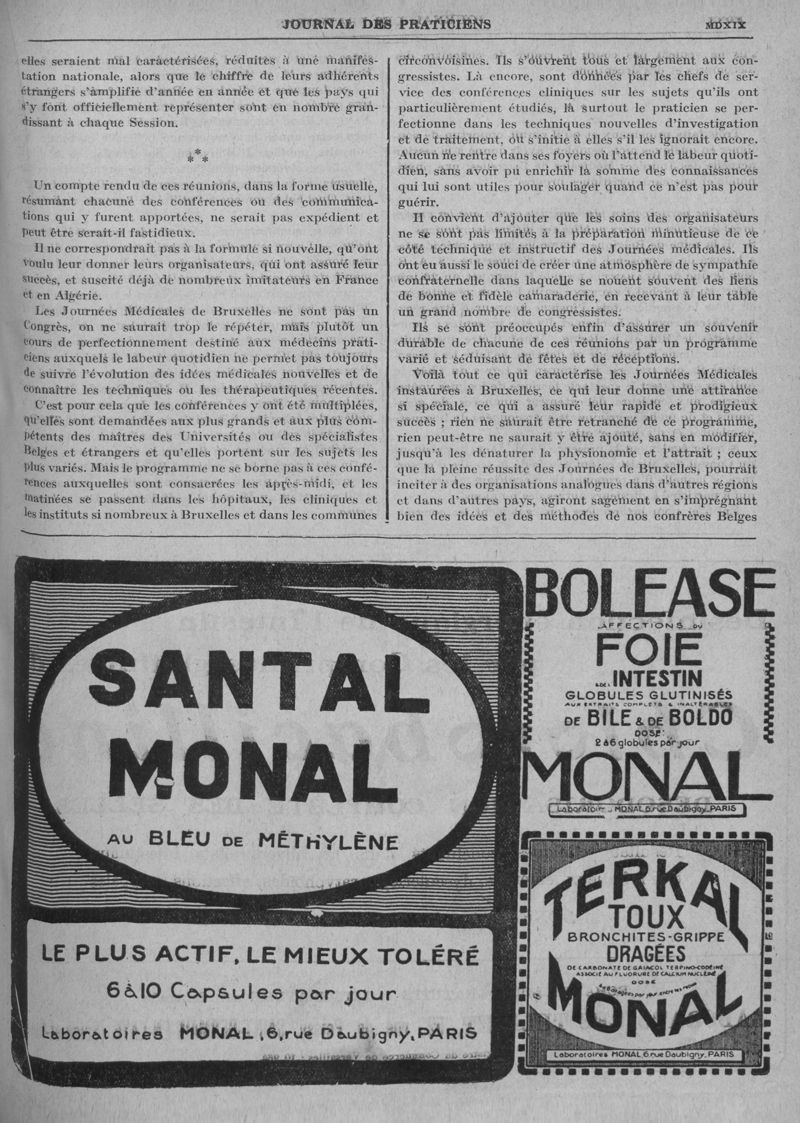 JOURNAL DES PRATICIENS
MDXIX
elles seraient mal caractérisées, réduites à une manifes-
tation nationale, alors que le chiffre de leurs adhérents
étrangers s'amplifie d'année en année et que les pays qui
s'y font officiellement représenter sont en nombre gran-
dissant à chaque Session.
* * *
Un compte rendu de ces réunions, dans la forme usuelle,
résumant chacune des conférences ou des communica-
tions qui y furent apportées, ne serait pas expédient et
peut être serait-il fastidieux.
Il ne correspondrait pas à la formule si nouvelle, qu'ont
voulu leur donner leurs organisateurs, qui ont assuré leur
succès, et suscité déjà de nombreux imitateurs en France
et en Algérie.
Les Journées Médicales de Bruxelles ne sont pas un
Congrès, on ne saurait trop le répéter, mais plutôt un
cours de perfectionnement destiné aux médecins prati-
ciens auxquels le labeur quotidien ne permet pas toujours
de suivre l'évolution des idées médicales nouvelles et de
connaître les techniques ou les thérapeutiques récentes.
C'est pour cela que les conférences y ont été multiplées,
qu'elles sont demandées aux plus grands et aux plus com-
pétents des maîtres des Universités ou des spécialistes
Belges et étrangers et qu'elles portent sur les sujets les
plus variés. Mais le programme ne se borne pas à ces confé-
rences auxquelles sont consacrées les après-midi, et les
matinées se passent dans les hôpitaux, les cliniques et
les instituts si nombreux à Bruxelles et dans les communes
circonvoisines. Ils s'ouvrent tous et largement aux con-
gressistes. Là encore, sont données par les chefs de ser-
vice des conférences cliniques sur les sujets qu'ils ont
particulièrement étudiés, là surtout le praticien se per-
fectionne dans les techniques nouvelles d'investigation
et de traitement, ou s'initie à elles s'il les ignorait encore.
Aucun ne rentre dans ses foyers où l'attend le labeur quoti-
dien, sans avoir pu enrichir la somme des connaissances
qui lui sont utiles pour soulager quand ce n'est pas pour
guérir.
Il convient d'ajouter que les soins des organisateurs
ne se sont pas limités à la préparation minutieuse de ce
côté technique et instructif des Journées médicales. Ils
ont eu aussi le souci de créer une atmosphère de sympathie
confraternelle dans laquelle se nouent souvent des liens
de bonne et fidèle camaraderie, en recevant à leur table
un grand nombre de congressistes.
Ils se sont préoccupés enfin d'assurer un souvenir
durable de chacune de ces réunions par un programme
varié et séduisant de fêtes et de réceptions.
Voilà tout ce qui caractérise les Journées Médicales
instaurées à Bruxelles, ce qui leur donne une attirance
si spéciale, ce qui a assuré leur rapide et prodigieux
succès ; rien ne saurait être retranché de ce programme,
rien peut-être ne saurait y être ajouté, sans en modifier,
jusqu'à les dénaturer la physionomie et l'attrait ; ceux
que la pleine réussite des Journées de Bruxelles, pourrait
inciter à des organisations analogues dans d'autres régions
et dans d'autres pays, agiront sagement en s'imprégnant
bien des idées et des méthodes de nos confrères Belges
SANTAL
MONAL
AU BLEU DE MÉTHYLÈNE
LE PLUS ACTIF, LE MIEUX TOLÉRÉ
6 à 10 Capsules par jour
Laboratoires MONAL, 6, rue Daubigny, PARIS
BOLEASE
AFFECTIONS DU
FOIE
DE L'INTESTIN
GLOBULES GLUTINISÉS
AUX EXTRAITS COMPLETS & INALTÉRABLES
DE BILE & DE BOLDO
DOSE:
2 à 6 globules par jour
MONAL
Laboratoires MONAL 6 rue Daubigny PARIS
TERKAL
TOUX
BRONCHITES-GRIPPE
DRAGÉES
DE CARBONATE DE GAIACOL TERPINO-CODÉINÉ
ASSOCIÉ AU FLUORURE DE CALCIUM NUCLÉINÉ
DOSE
dragées par jour entre les repas
MONAL
Laboratoires MONAL 6 rue Daubigny, PARIS